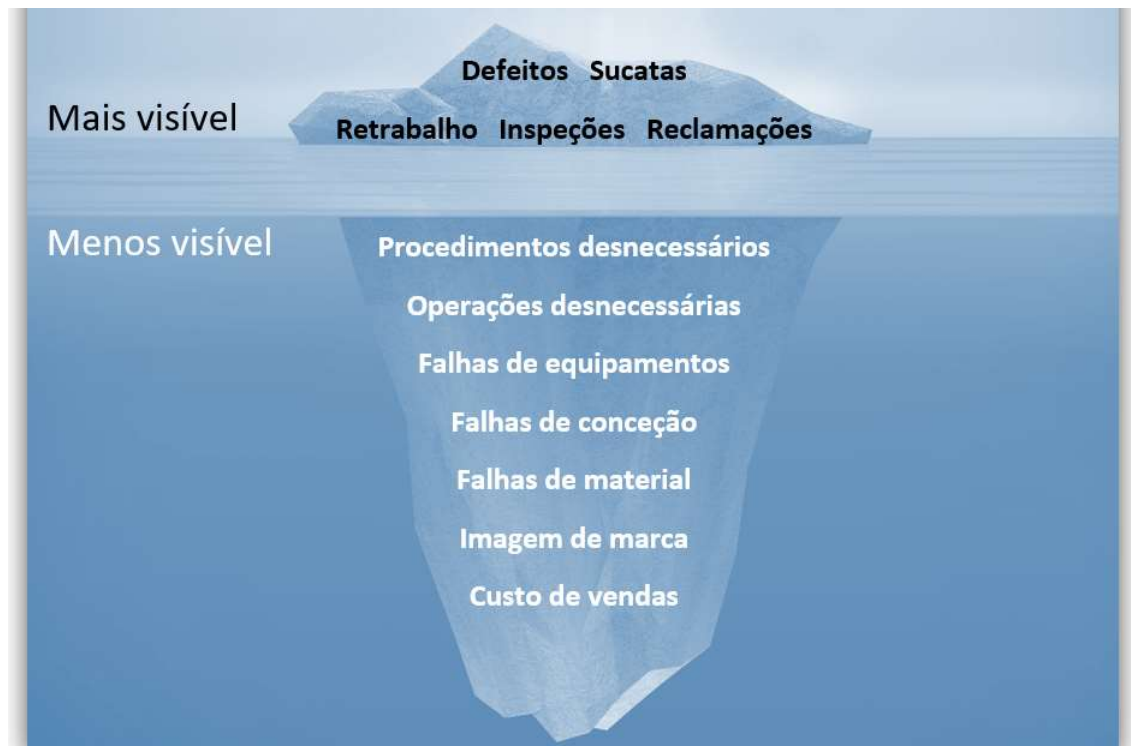 Defeitos Sucatas
Mais visível
Retrabalho Inspeções Reclamações
Menos visível
Procedimentos desnecessários
Operações desnecessárias
Falhas de equipamentos
Falhas de conceção
Falhas de material
Imagem de marca
Custo de vendas